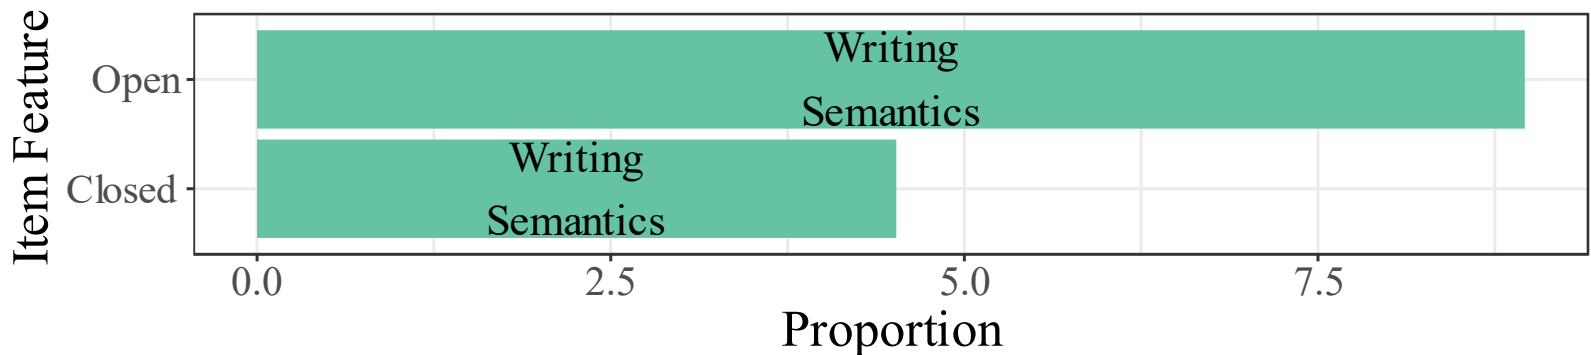 Item Feature
Open
Writing
Semantics
Closed
Writing
Semantics
0.0 2.5 5.0 7.5
Proportion